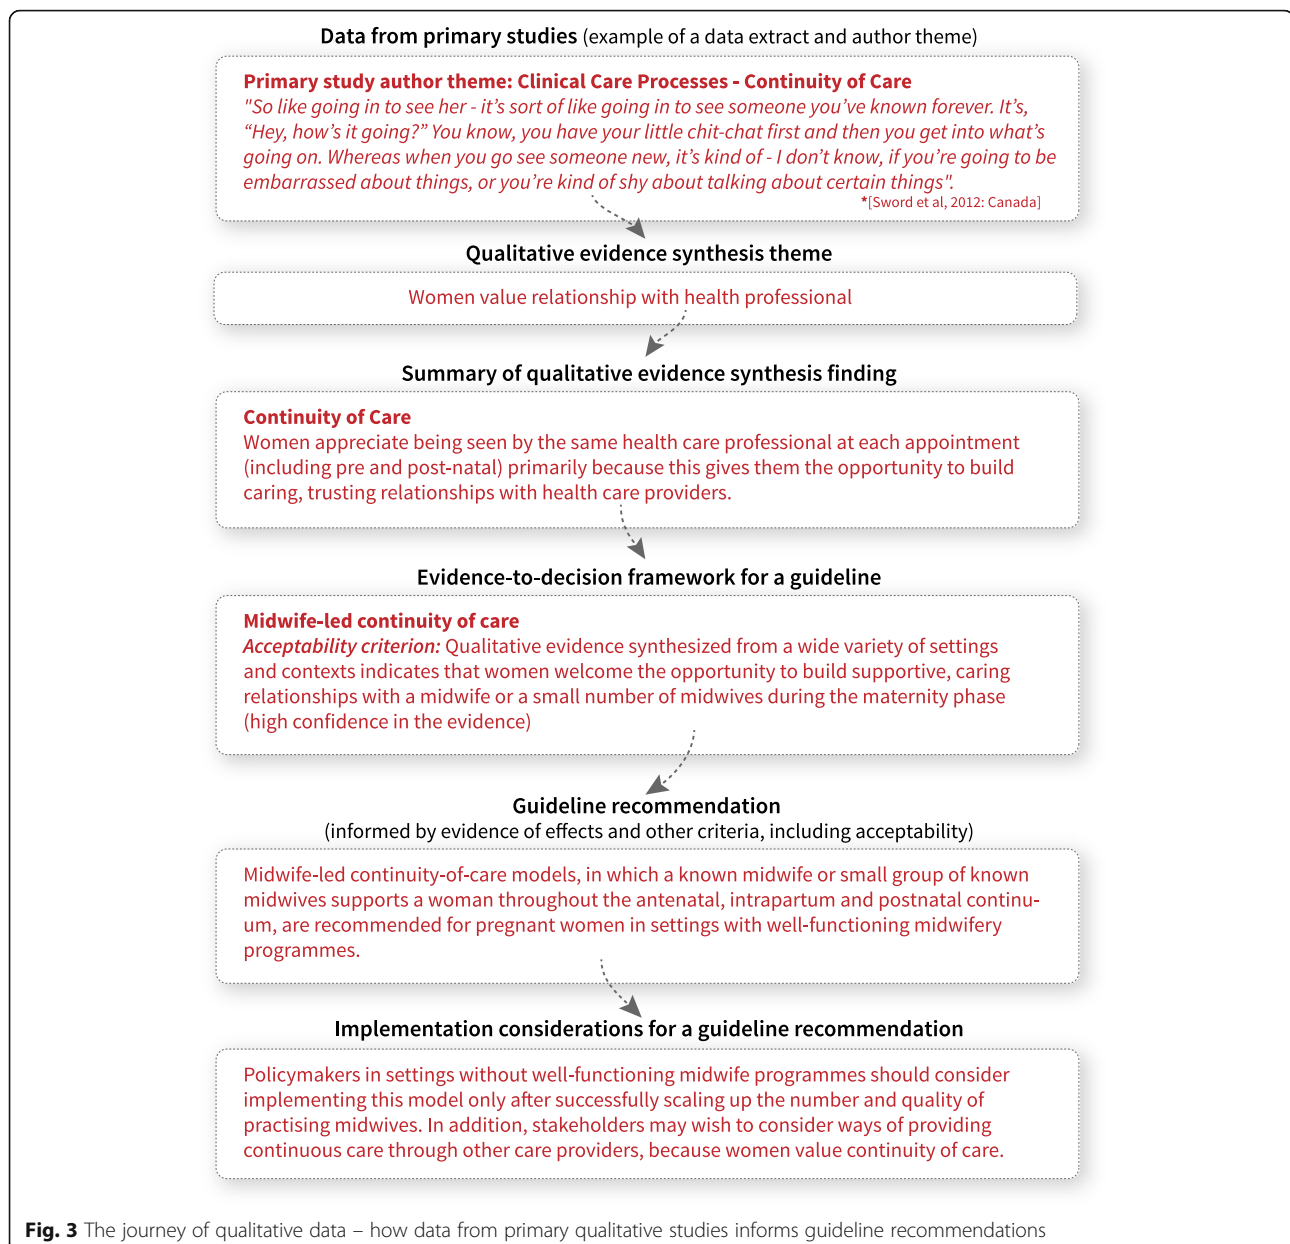 Data from primary studies (example of a data extract and author theme)
Primary study author theme: Clinical Care Processes - Continuity of Care
"So like going in to see her - it's sort of like going in to see someone you've known forever. It's,
“Hey, how's it going?” You know, you have your little chit-chat first and then you get into what's
going on. Whereas when you go see someone new, it's kind of - I don't know, if you're going to be
embarrassed about things, or you're kind of shy about talking about certain things".
*[Sword et al, 2012: Canada]
Qualitative evidence synthesis theme
Women value relationship with health professional
Summary of qualitative evidence synthesis finding
Continuity of Care
Women appreciate being seen by the same health care professional at each appointment
(including pre and post-natal) primarily because this gives them the opportunity to build
caring, trusting relationships with health care providers.
Evidence-to-decision framework for a guideline
Midwife-led continuity of care
Acceptability criterion: Qualitative evidence synthesized from a wide variety of settings
and contexts indicates that women welcome the opportunity to build supportive, caring
relationships with a midwife or a small number of midwives during the maternity phase
(high confidence in the evidence)
Guideline recommendation
(informed by evidence of effects and other criteria, including acceptability)
Midwife-led continuity-of-care models, in which a known midwife or small group of known
midwives supports a woman throughout the antenatal, intrapartum and postnatal continu-
um, are recommended for pregnant women in settings with well-functioning midwifery
programmes.
Implementation considerations for a guideline recommendation
Policymakers in settings without well-functioning midwife programmes should consider
implementing this model only after successfully scaling up the number and quality of
practising midwives. In addition, stakeholders may wish to consider ways of providing
continuous care through other care providers, because women value continuity of care.
Fig. 3 The journey of qualitative data – how data from primary qualitative studies informs guideline recommendations